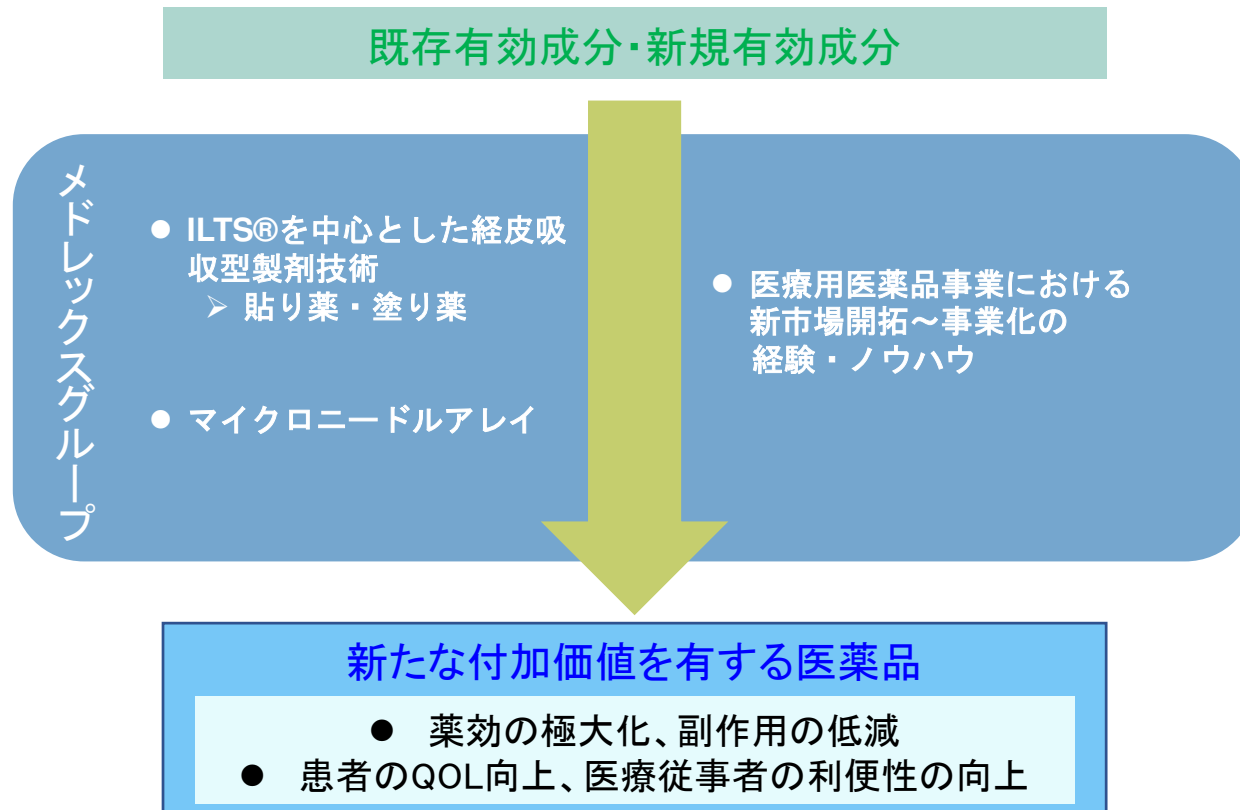 既存有効成分・新規有効成分
メドレックスグループ
● ILTS®を中心とした経皮吸
収型製剤技術
➢ 貼り薬・塗り薬
● マイクロニードルアレイ
● 医療用医薬品事業における
新市場開拓～事業化の
経験・ノウハウ
新たな付加価値を有する医薬品
● 薬効の極大化、副作用の低減
● 患者のQOL向上、医療従事者の利便性の向上